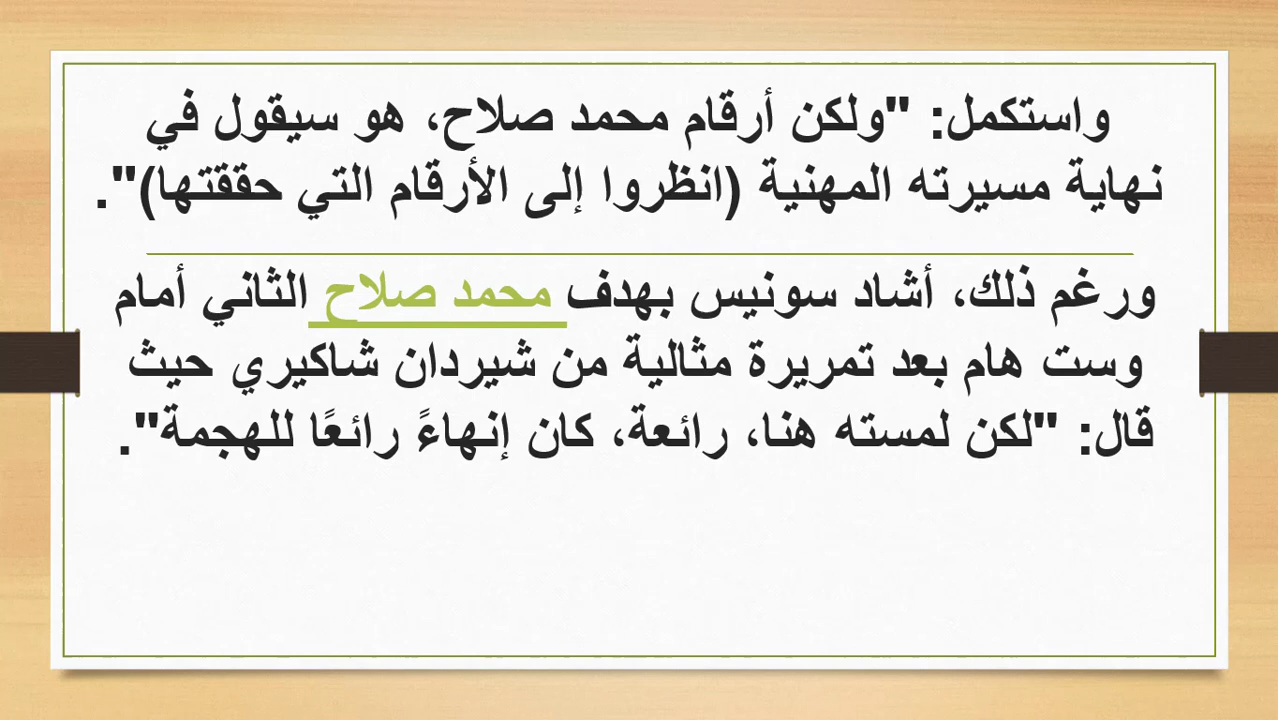 واستكمل: "ولكن أرقام محمد صلاح، هو سيقول في
نهاية مسيرته المهنية (انظروا إلى الأرقام التي حققتها)".
ورغم ذلك، أشاد سونيس بهدف محمد صلاح الثاني أمام
وست هام بعد تمريرة مثالية من شيردان شاكيري حيث
قال: "لكن لمسته هنا، رائعة، كان إنهاءً رائعًا للهجمة".